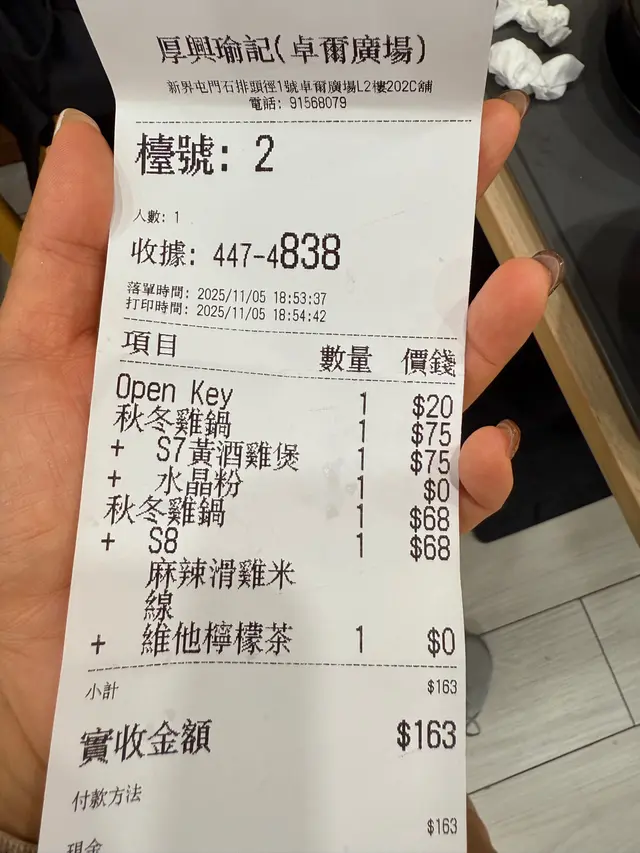 厚興瑜記(卓爾廣場)
新界屯門石排頭徑1號卓爾廣場L2樓202C舖
電話: 91568079
檯號: 2
人數: 1
收據: 447-4838
落單時間: 2025/11/05 18:53:37
打印時間: 2025/11/05 18:54:42
項目 數量 價錢
Open Key 1 $20
秋冬雞鍋 1 $75
+ S7黃酒雞煲 1 $75
+ 水晶粉 1 $0
秋冬雞鍋 1 $68
+ S8 1 $68
麻辣滑雞米
線
+ 維他檸檬茶 1 $0
小計 $163
實收金額 $163
付款方法
現金 $163